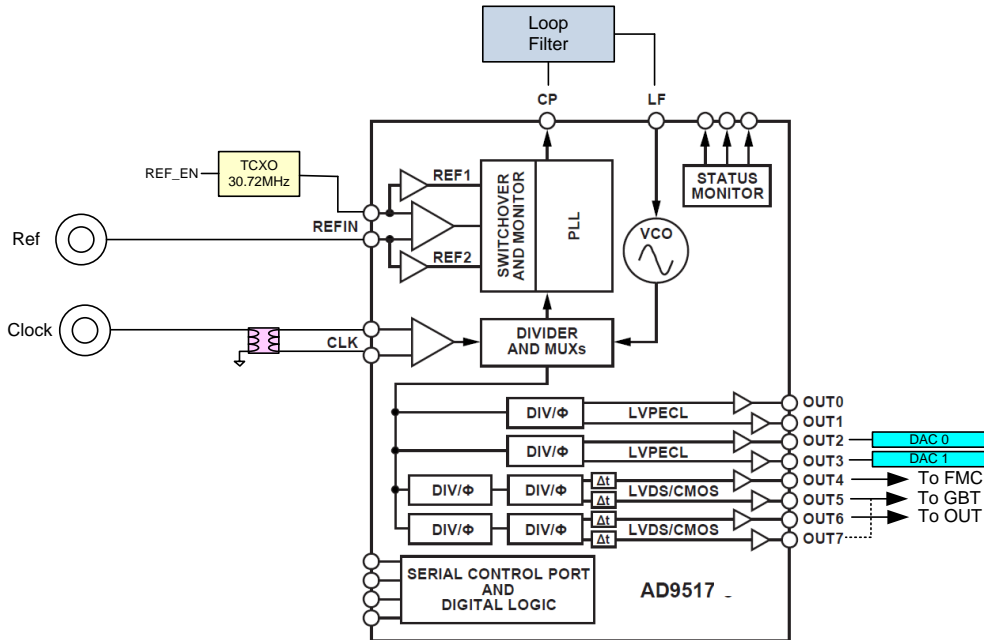 Loop
Filter
CP
LF
TCXO
30.72MHz
REF_EN
REF1
REFIN
REF2
SWITCHOVER
AND MONITOR
PLL
STATUS
MONITOR
VCO
Ref
Clock
CLK
DIVIDER
AND MUXs
DIV/Φ
LVPECL
OUT0
OUT1
DIV/Φ
LVPECL
OUT2
DAC 0
OUT3
DAC 1
DIV/Φ
DIV/Φ
Δt
Δt
LVDS/CMOS
OUT4
To FMC
OUT5
To GBT
DIV/Φ
DIV/Φ
Δt
Δt
LVDS/CMOS
OUT6
To OUT
OUT7
SERIAL CONTROL PORT
AND
DIGITAL LOGIC
AD9517 -